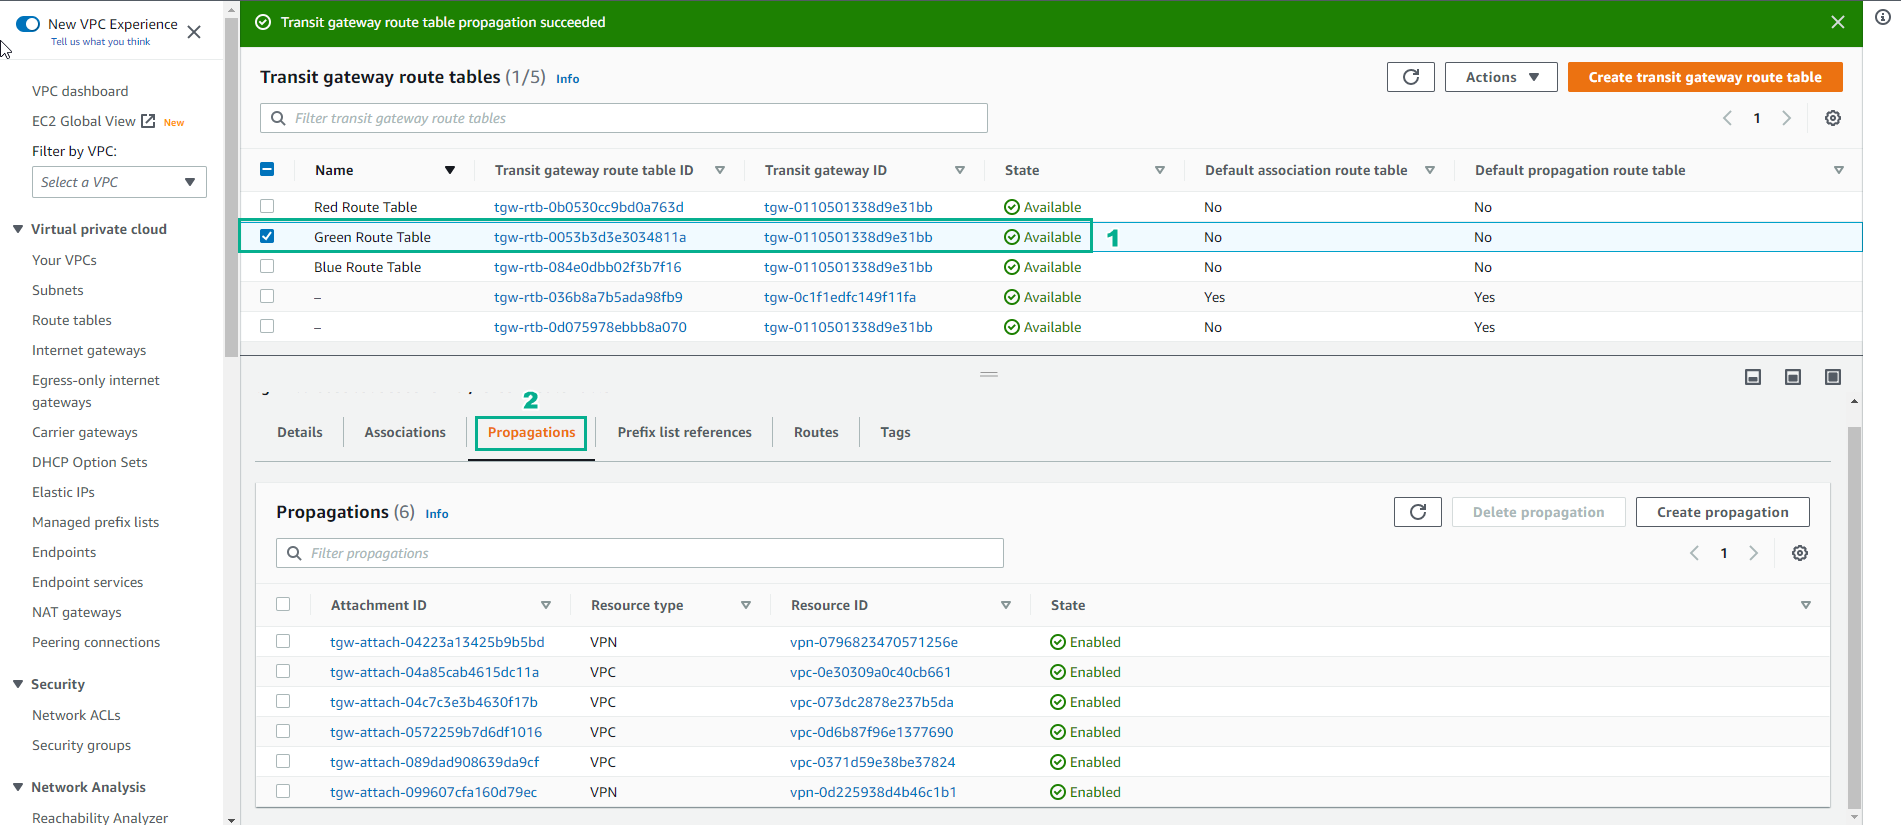 New VPC Experience
Tell us what you think
VPC dashboard
EC2 Global View New
Filter by VPC:
Select a VPC
Virtual private cloud
Your VPCs
Subnets
Route tables
Internet gateways
Egress-only internet
gateways
Carrier gateways
DHCP Option Sets
Elastic IPs
Managed prefix lists
Endpoints
Endpoint services
NAT gateways
Peering connections
Security
Network ACLs
Security groups
Network Analysis
Reachability Analyzer
Transit gateway route table propagation succeeded
Transit gateway route tables (1/5) Info
Actions
Create transit gateway route table
Filter transit gateway route tables
1
Name Transit gateway route table ID Transit gateway ID State Default association route table Default propagation route table
Red Route Table tgw-rtb-0b0530cc9bd0a763d tgw-0110501338d9e31bb Available No No
Green Route Table tgw-rtb-0053b3d3e3034811a tgw-0110501338d9e31bb Available 1 No No
Blue Route Table tgw-rtb-084e0dbb02f3b7f16 tgw-0110501338d9e31bb Available No No
– tgw-rtb-036b8a7b5ada98fb9 tgw-0c1f1edfc149f11fa Available Yes Yes
– tgw-rtb-0d075978ebbb8a070 tgw-0110501338d9e31bb Available No Yes
2
Details Associations Propagations Prefix list references Routes Tags
Propagations (6) Info
Delete propagation Create propagation
Filter propagations
1
Attachment ID Resource type Resource ID State
tgw-attach-04223a13425b9b5bd VPN vpn-0796823470571256e Enabled
tgw-attach-04a85cab4615dc11a VPC vpc-0e30309a0c40cb661 Enabled
tgw-attach-04c7c3e3b4630f17b VPC vpc-073dc2878e237b5da Enabled
tgw-attach-0572259b7d6df1016 VPC vpc-0d6b87f96e1377690 Enabled
tgw-attach-089dad908639da9cf VPC vpc-0371d59e38be37824 Enabled
tgw-attach-099607cfa160d79ec VPN vpn-0d225938d4b46c1b1 Enabled